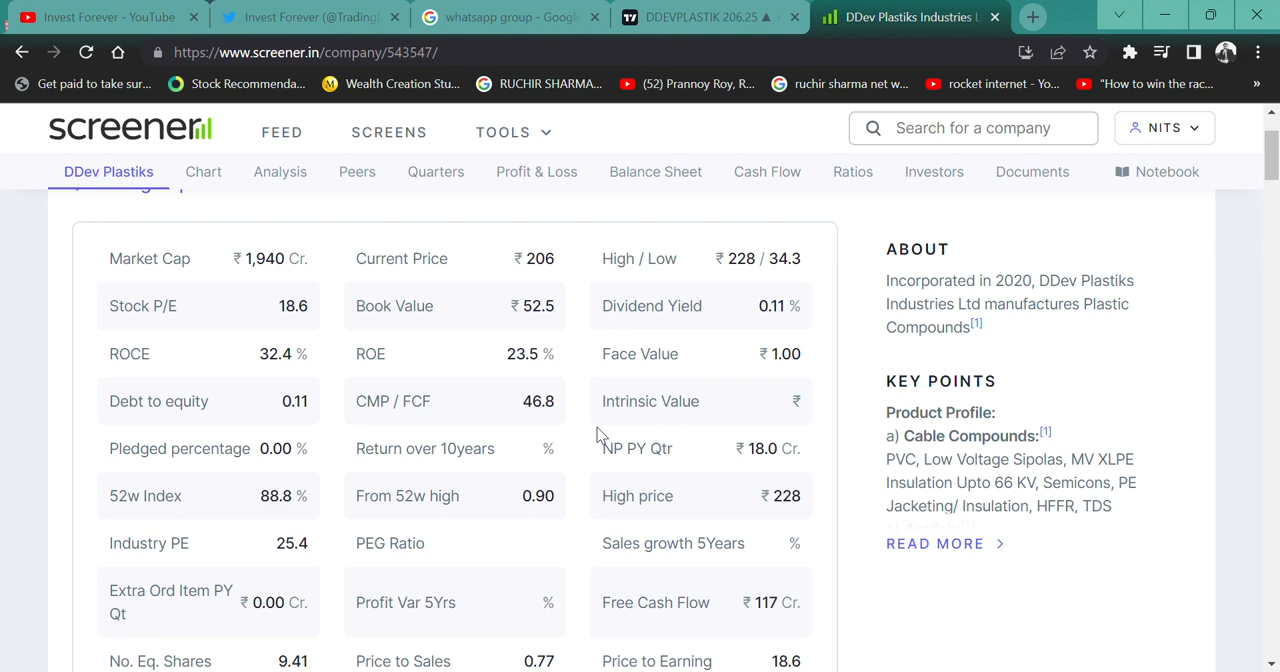 Invest Forever - YouTube
Invest Forever (@Trading
whatsapp group - Google
DDEVPLASTIK 206.25 ▲
DDev Plastiks Industries L
https://www.screener.in/company/543547/
Get paid to take sur... Stock Recommenda... Wealth Creation Stu... RUCHIR SHARMA... (52) Prannoy Roy, R... ruchir sharma net w... rocket internet - Yo... "How to win the rac... »
screener FEED SCREENS TOOLS Search for a company NITS
DDev Plastiks Chart Analysis Peers Quarters Profit & Loss Balance Sheet Cash Flow Ratios Investors Documents Notebook
Market Cap ₹ 1,940 Cr. Current Price ₹ 206 High / Low ₹ 228 / 34.3
Stock P/E 18.6 Book Value ₹ 52.5 Dividend Yield 0.11 %
ROCE 32.4 % ROE 23.5 % Face Value ₹ 1.00
Debt to equity 0.11 CMP / FCF 46.8 Intrinsic Value ₹
Pledged percentage 0.00 % Return over 10years % NP PY Qtr ₹ 18.0 Cr.
52w Index 88.8 % From 52w high 0.90 High price ₹ 228
Industry PE 25.4 PEG Ratio Sales growth 5Years %
Extra Ord Item PY
Qt ₹ 0.00 Cr. Profit Var 5Yrs % Free Cash Flow ₹ 117 Cr.
No. Eq. Shares 9.41 Price to Sales 0.77 Price to Earning 18.6
ABOUT
Incorporated in 2020, DDev Plastiks
Industries Ltd manufactures Plastic
Compounds[1]
KEY POINTS
Product Profile:
a) Cable Compounds:[1]
PVC, Low Voltage Sipolas, MV XLPE
Insulation Upto 66 KV, Semicons, PE
Jacketing/ Insulation, HFFR, TDS
READ MORE >